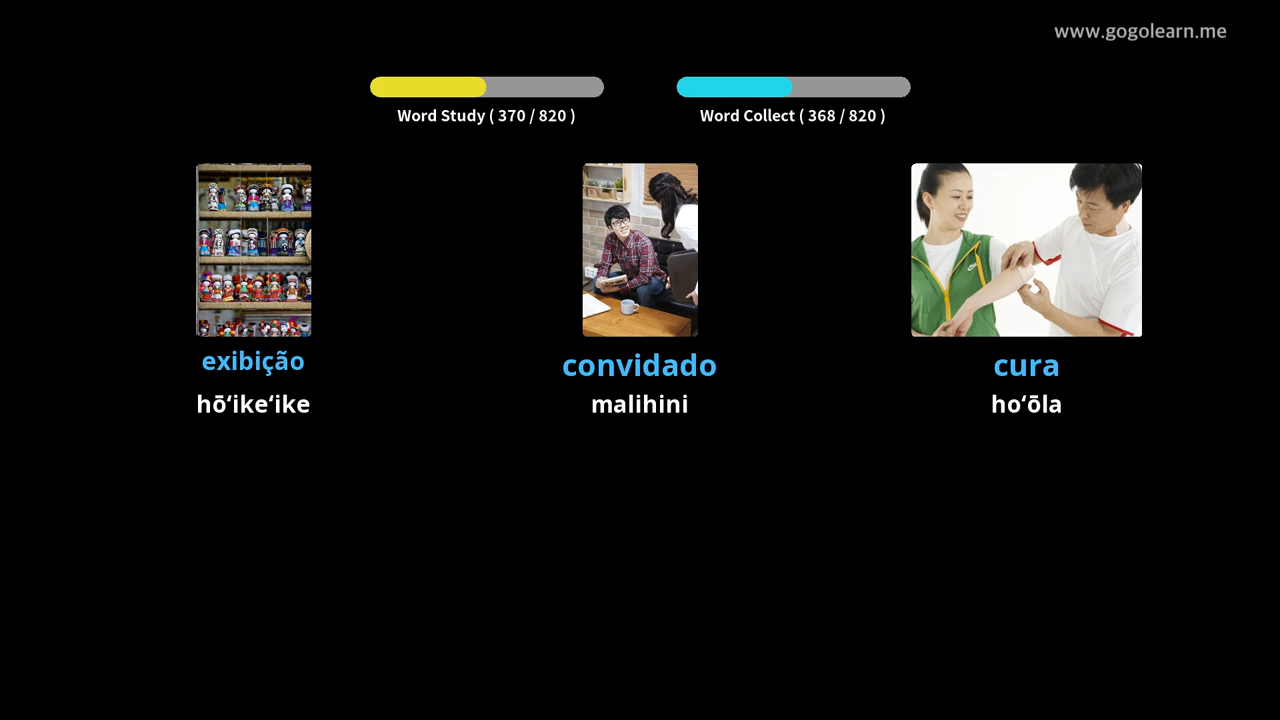 www.gogolearn.me
Word Study ( 370 / 820 )
Word Collect ( 368 / 820 )
exibição
convidado
cura
hōʻikeʻike
malihini
hoʻōla